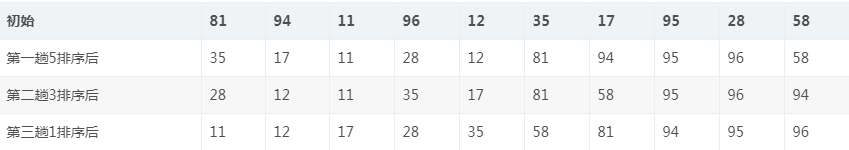 初始 81 94 11 96 12 35 17 95 28 58
第一趟5排序后 35 17 11 28 12 81 94 95 96 58
第二趟3排序后 28 12 11 35 17 81 58 95 96 94
第三趟1排序后 11 12 17 28 35 58 81 94 95 96